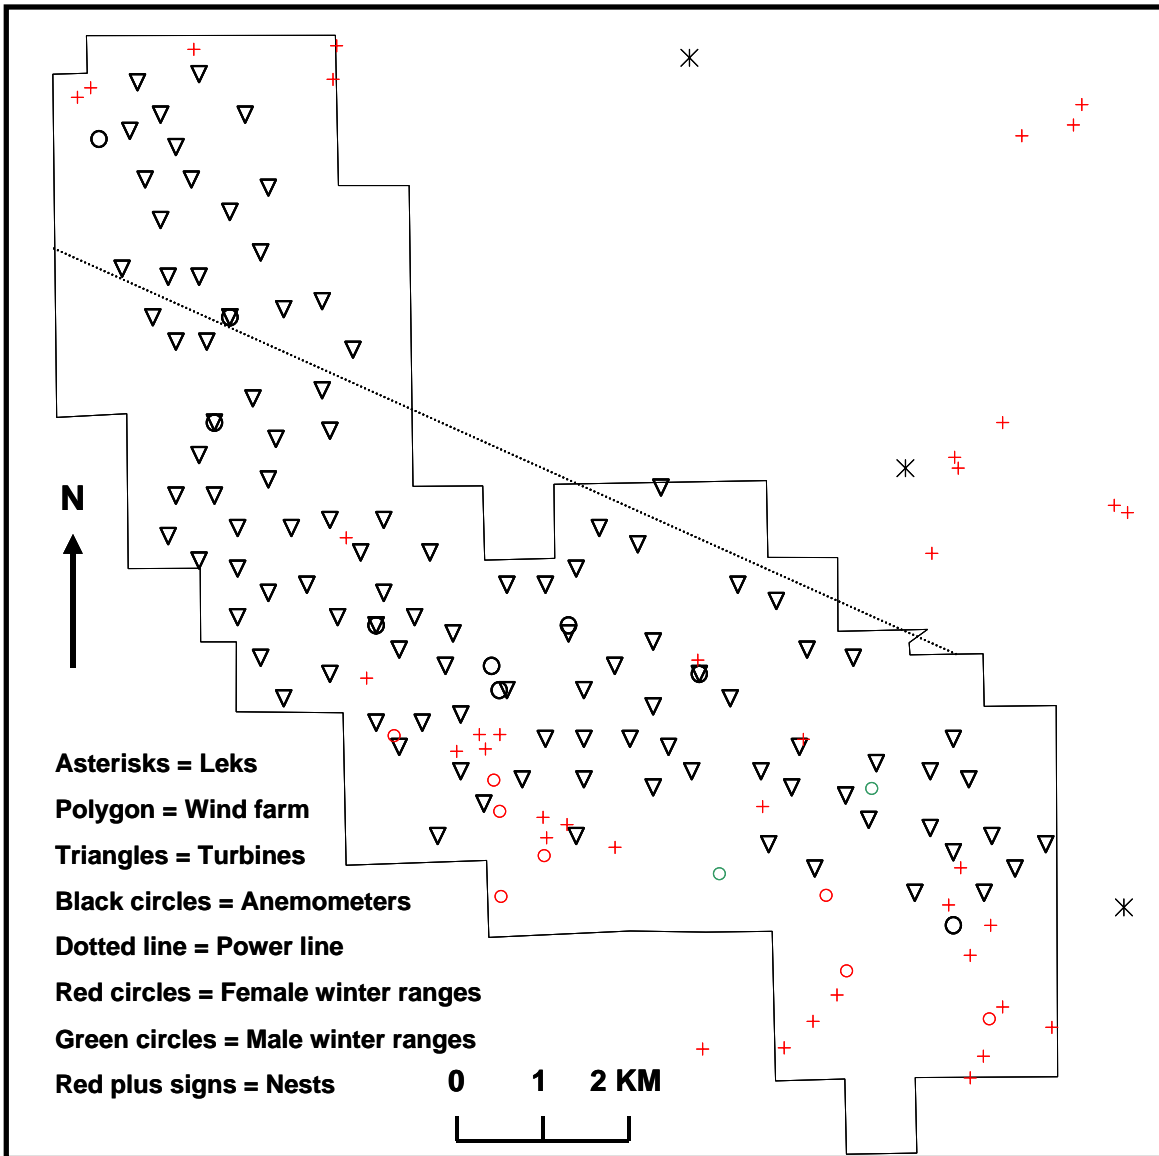 N
Asterisks = Leks
Polygon = Wind farm
Triangles = Turbines
Black circles = Anemometers
Dotted line = Power line
Red circles = Female winter ranges
Green circles = Male winter ranges
Red plus signs = Nests
0 1 2 KM